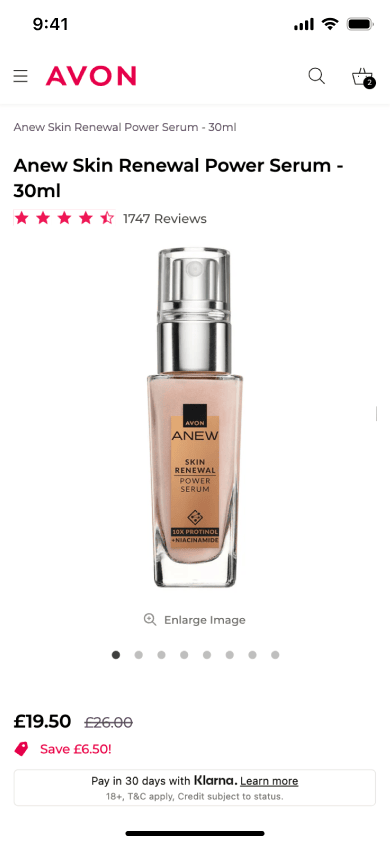 9:41
AVON
2
Anew Skin Renewal Power Serum - 30ml
Anew Skin Renewal Power Serum -
30ml
1747 Reviews
AVON
ANEW
SKIN
RENEWAL
POWER
SERUM
10X PROTINOL
+NIACINAMIDE
Enlarge Image
£19.50 £26.00
Save £6.50!
Pay in 30 days with Klarna. Learn more
18+, T&C apply, Credit subject to status.